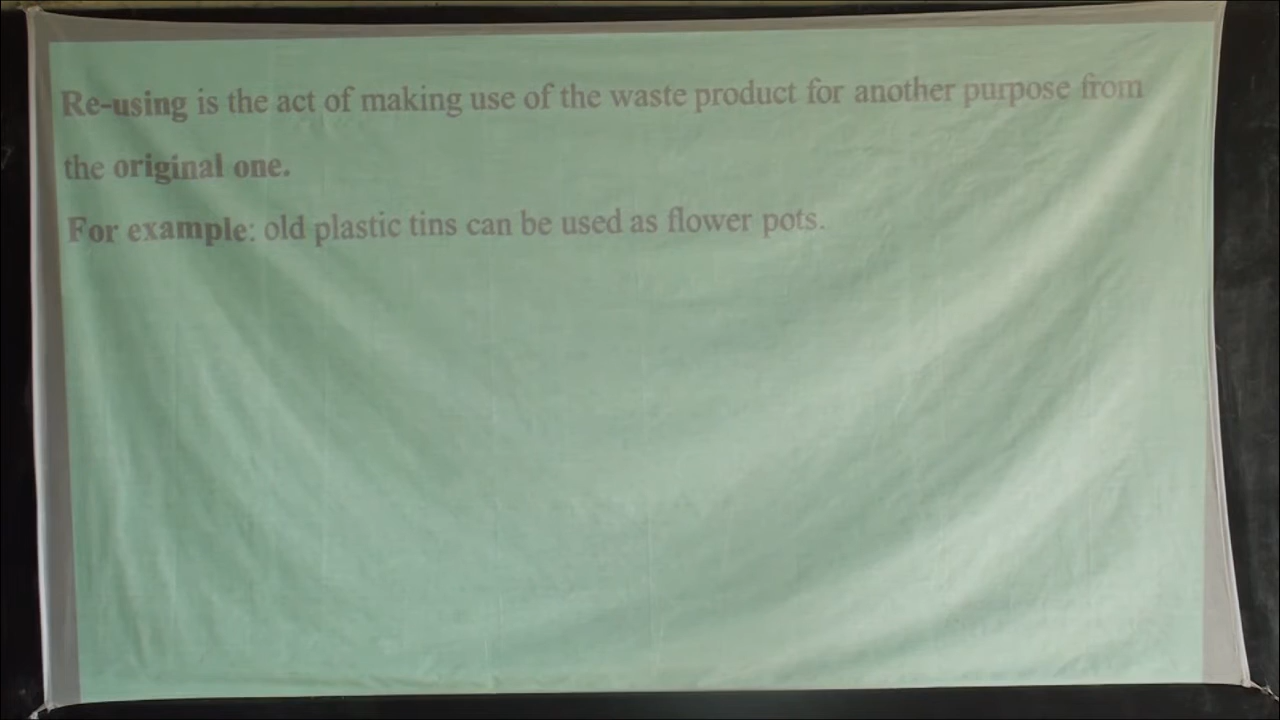 Re-using is the act of making use of the waste product for another purpose from
the original one.
For example: old plastic tins can be used as flower pots.